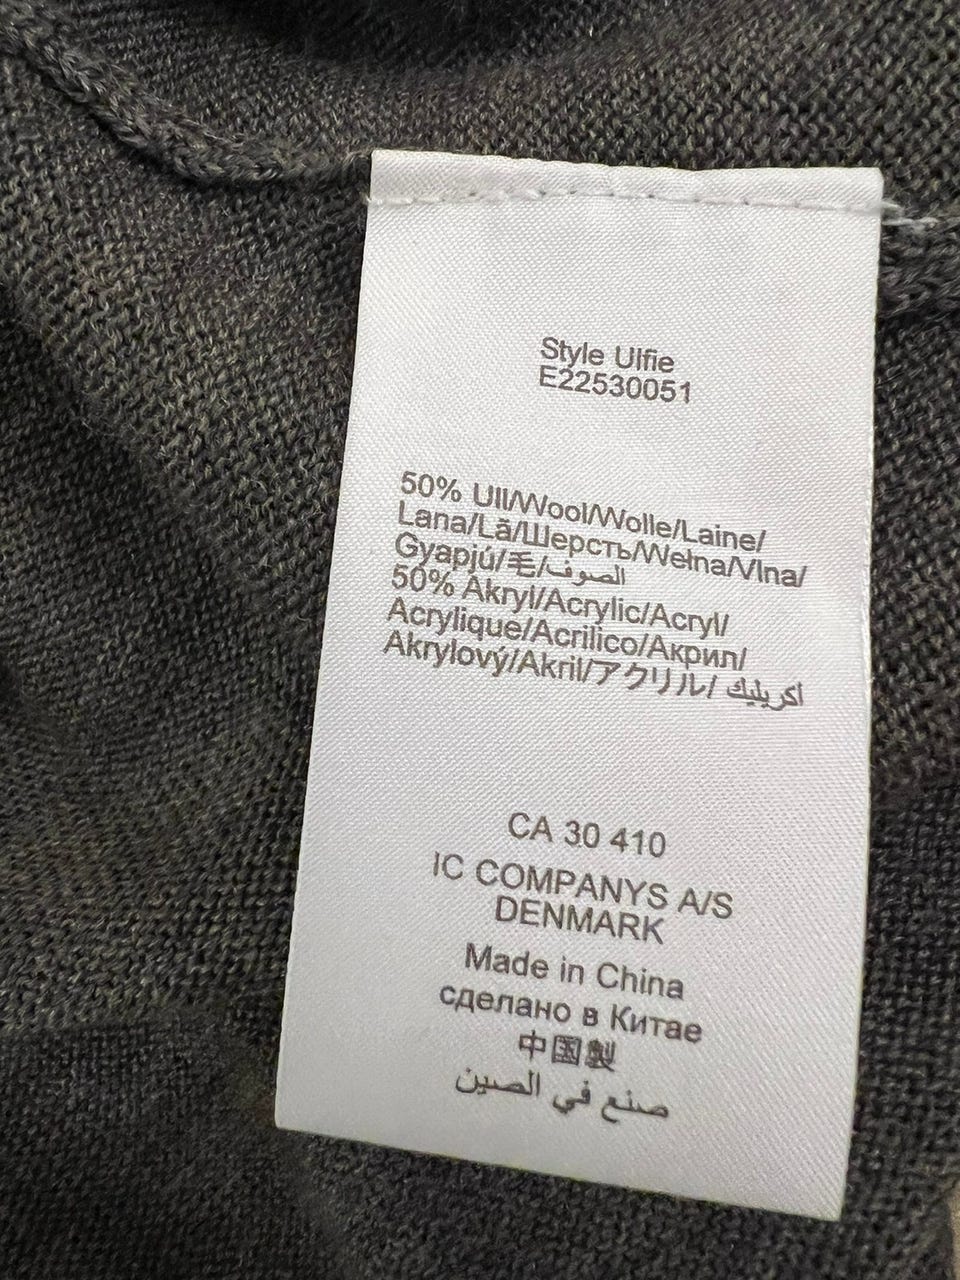 Style Ulfie
E22530051
50% Ull/Wool/Wolle/Laine/
Lana/Lã/Шерсть/Wełna/Vlna/
Gyapjú/毛/الصوف
50% Akryl/Acrylic/Acryl/
Acrylique/Acrilico/Акрил/
Akrylový/Akril/アクリル/ اكريليك
CA 30 410
IC COMPANYS A/S
DENMARK
Made in China
сделано в Китае
中国製
صنع في الصين